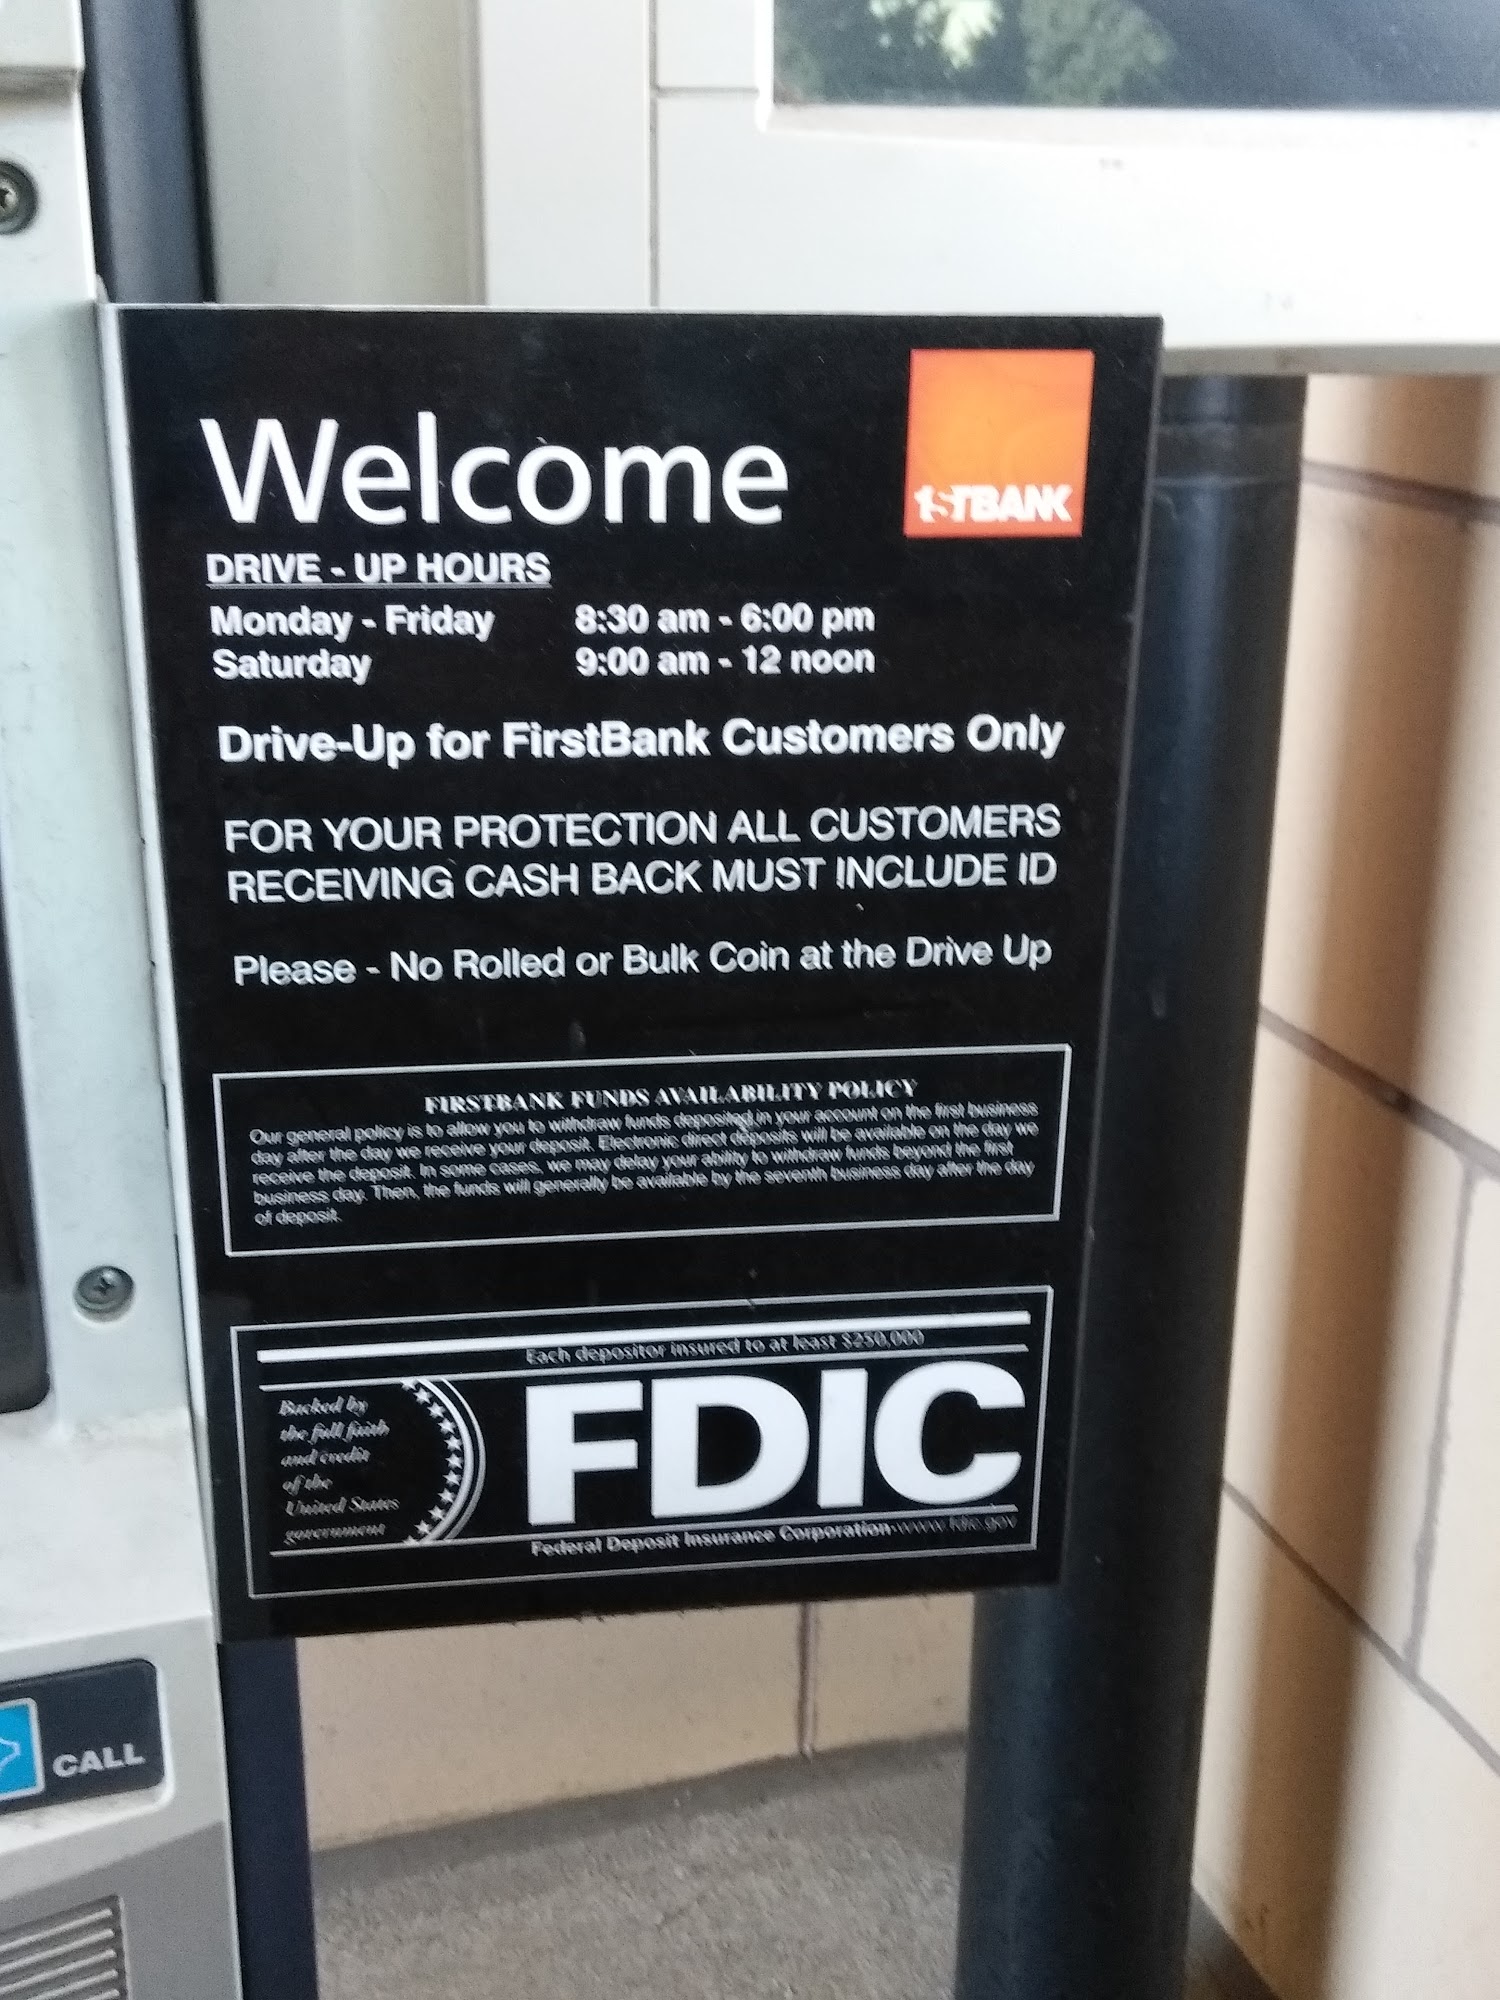 Welcome
1STBANK
DRIVE - UP HOURS
Monday - Friday 8:30 am - 6:00 pm
Saturday 9:00 am - 12 noon
Drive-Up for FirstBank Customers Only
FOR YOUR PROTECTION ALL CUSTOMERS
RECEIVING CASH BACK MUST INCLUDE ID
Please - No Rolled or Bulk Coin at the Drive Up
FIRSTBANK FUNDS AVAILABILITY POLICY
Our general policy is to allow you to withdraw funds deposited in your account on the first business
day after the day we receive your deposit. Electronic direct deposits will be available on the day we
receive the deposit. In some cases, we may delay your ability to withdraw funds beyond the first
business day. Then, the funds will generally be available by the seventh business day after the day
of deposit.
Each depositor insured to at least $250,000
Backed by
the full faith
and credit
of the
United States
government
FDIC
Federal Deposit Insurance Corporation · www.fdic.gov
CALL